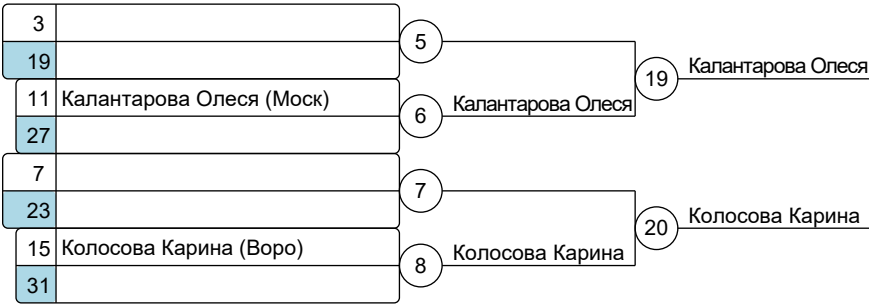 3
5
19
19 Калантарова Олеся
11 Калантарова Олеся (Моск)
6 Калантарова Олеся
27
7
7
23
20 Колосова Карина
15 Колосова Карина (Воро)
8 Колосова Карина
31